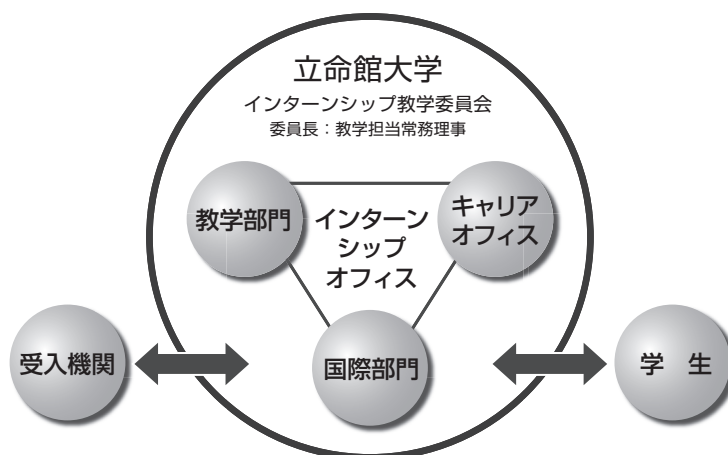 立命館大学
インターンシップ教学委員会
委員長：教学担当常務理事
教学部門
インターン
シップ
オフィス
キャリア
オフィス
受入機関
国際部門
学　生